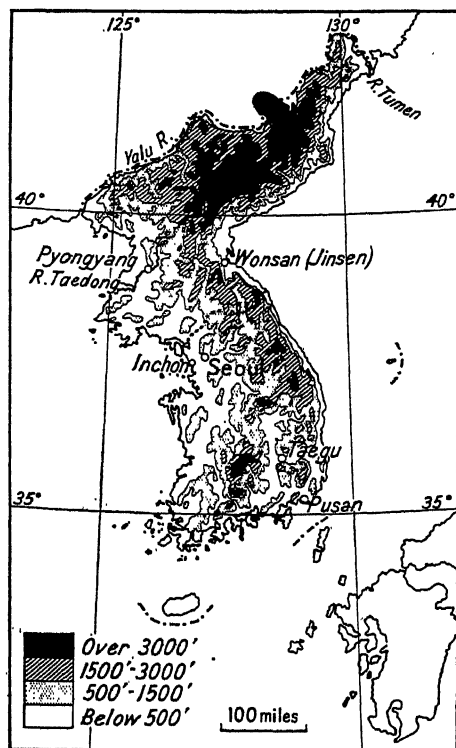 125°
130°
R.Tumen
Yalu R.
40°
40°
Pyongyang
Wonsan (Jinsen)
R.Taedong
Inchon
Seoul
Taequ
35°
Pusan
35°
Over 3000'
1500'-3000'
500'-1500'
Below 500'
100 miles